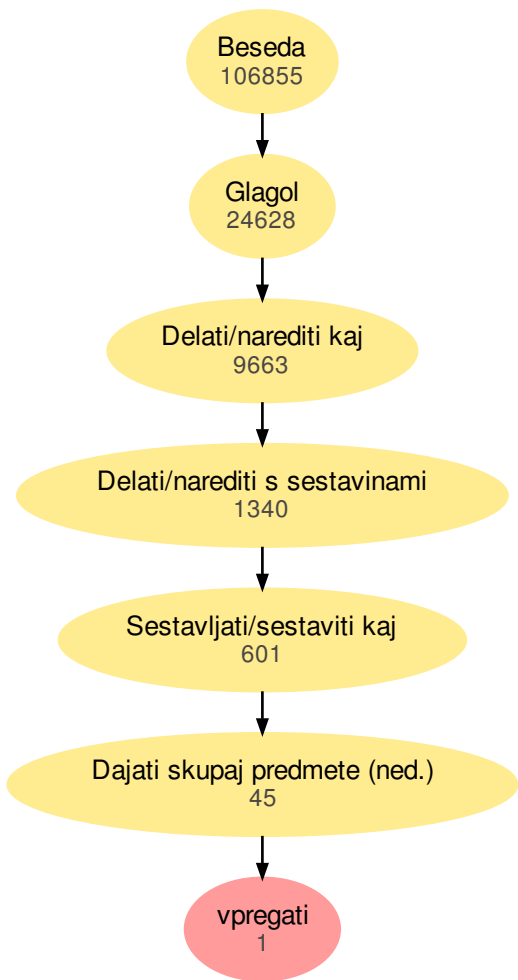 Beseda
106855
Glagol
24628
Delati/narediti kaj
9663
Delati/narediti s sestavinami
1340
Sestavljati/sestaviti kaj
601
Dajati skupaj predmete (ned.)
45
vpregati
1